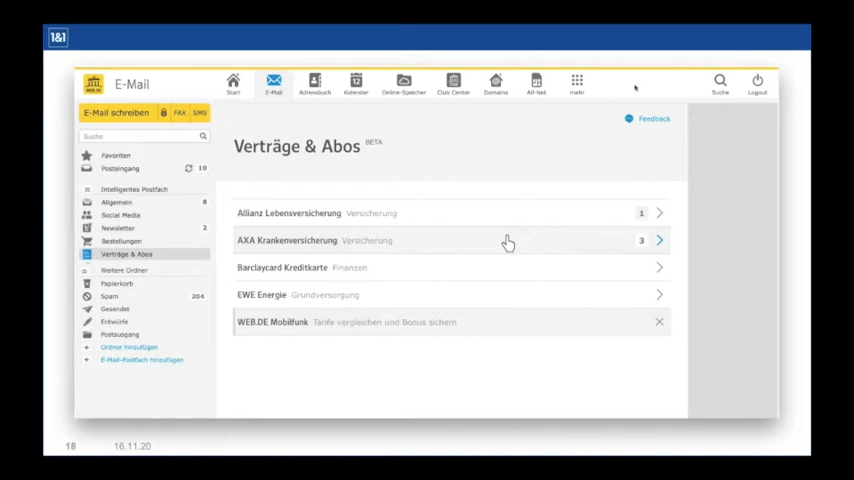 1&1
WEB.DE
E-Mail
Start
E-Mail
Adressbuch
12
Kalender
Online-Speicher
Club Center
Domains
All-Net
mehr
Suche
Logout
E-Mail schreiben FAX SMS
Suche
Favoriten
Posteingang 10
Intelligentes Postfach
Allgemein 8
Social Media
Newsletter 2
Bestellungen
Verträge & Abos
Weitere Ordner
Papierkorb
Spam 204
Gesendet
Entwürfe
Postausgang
+ Ordner hinzufügen
+ E-Mail-Postfach hinzufügen
Feedback
Verträge & Abos BETA
Allianz Lebensversicherung Versicherung 1
AXA Krankenversicherung Versicherung 3
Barclaycard Kreditkarte Finanzen
EWE Energie Grundversorgung
WEB.DE Mobilfunk Tarife vergleichen und Bonus sichern
18 16.11.20